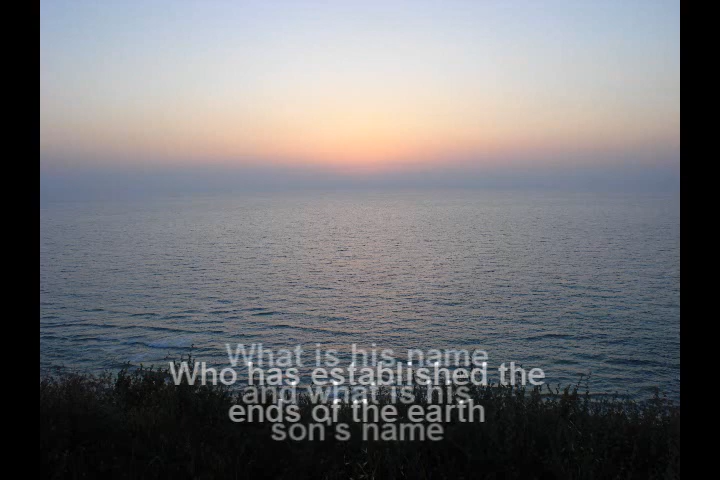 What is his name
Who has established the
and what is his
ends of the earth
son's name